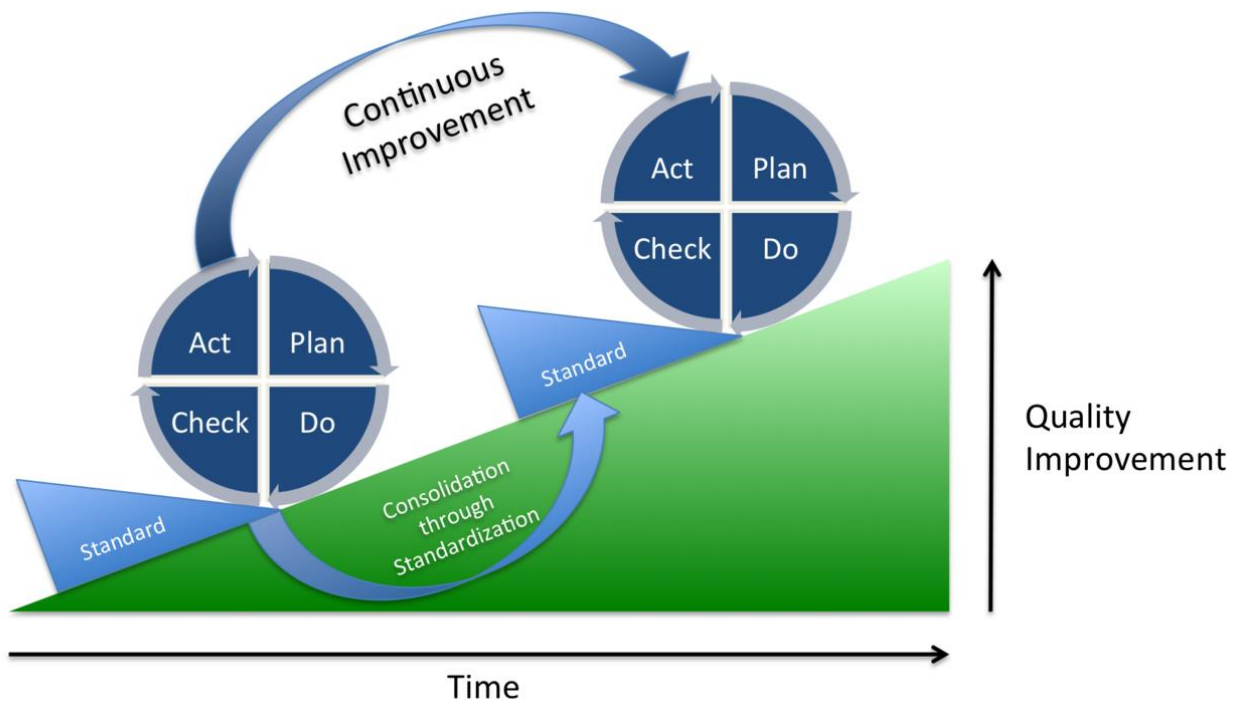 Continuous
Improvement
Act
Plan
Check
Do
Act
Plan
Check
Do
Standard
Standard
Consolidation
through
Standardization
Quality
Improvement
Time